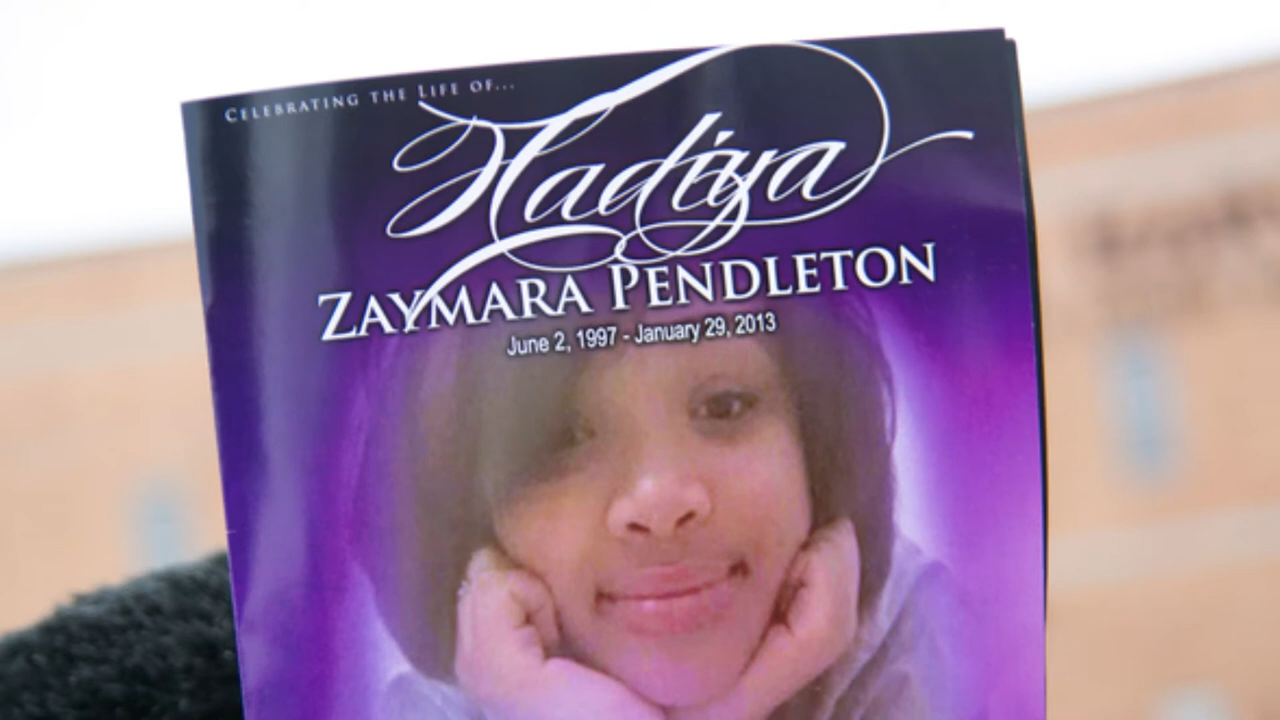 CELEBRATING THE LIFE OF...
Hadiya
ZAYMARA PENDLETON
June 2, 1997 - January 29, 2013